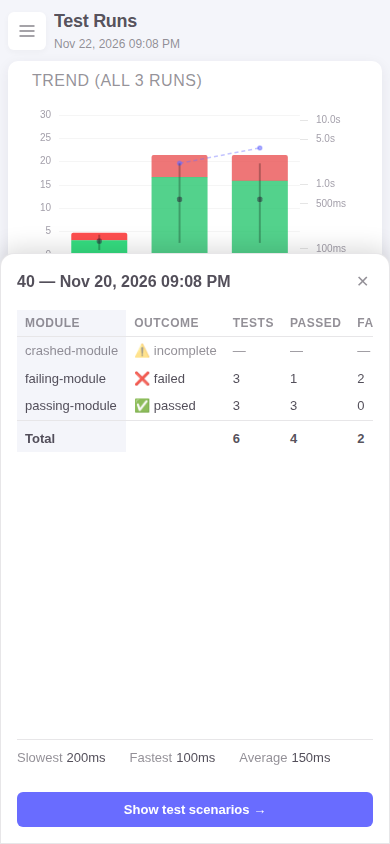 Test Runs
Nov 22, 2026 09:08 PM
TREND (ALL 3 RUNS)
30
25
20
15
10
5
10.0s
5.0s
1.0s
500ms
100ms
40 — Nov 20, 2026 09:08 PM ✕
MODULE OUTCOME TESTS PASSED FA
crashed-module ⚠️ incomplete — — —
failing-module ❌ failed 3 1 2
passing-module ✅ passed 3 3 0
Total 6 4 2
Slowest 200ms Fastest 100ms Average 150ms
Show test scenarios →